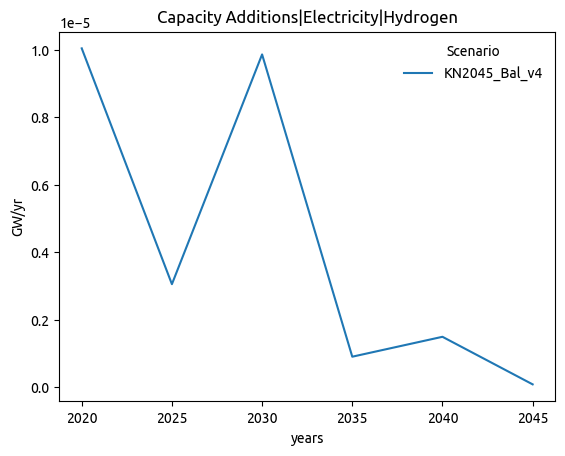 Capacity Additions|Electricity|Hydrogen
1e−5
Scenario
KN2045_Bal_v4
1.0
0.8
0.6
0.4
0.2
0.0
GW/yr
2020 2025 2030 2035 2040 2045
years